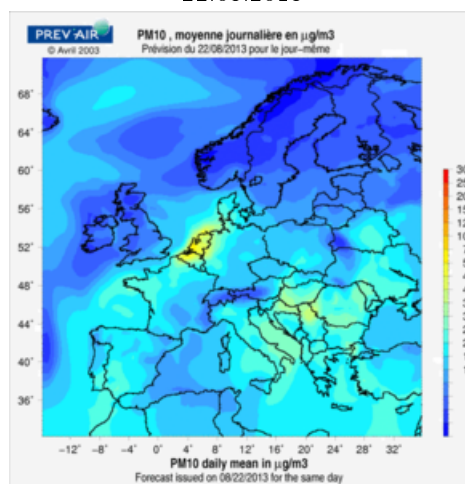 PREV'AIR
© Avril 2003
PM10 , moyenne journalière en µg/m3
Prévision du 22/08/2013 pour le jour-même
68°
64°
60°
56°
52°
48°
44°
40°
36°
-12° -8° -4° 0° 4° 8° 12° 16° 20° 24° 28° 32°
PM10 daily mean in µg/m3
Forecast issued on 08/22/2013 for the same day